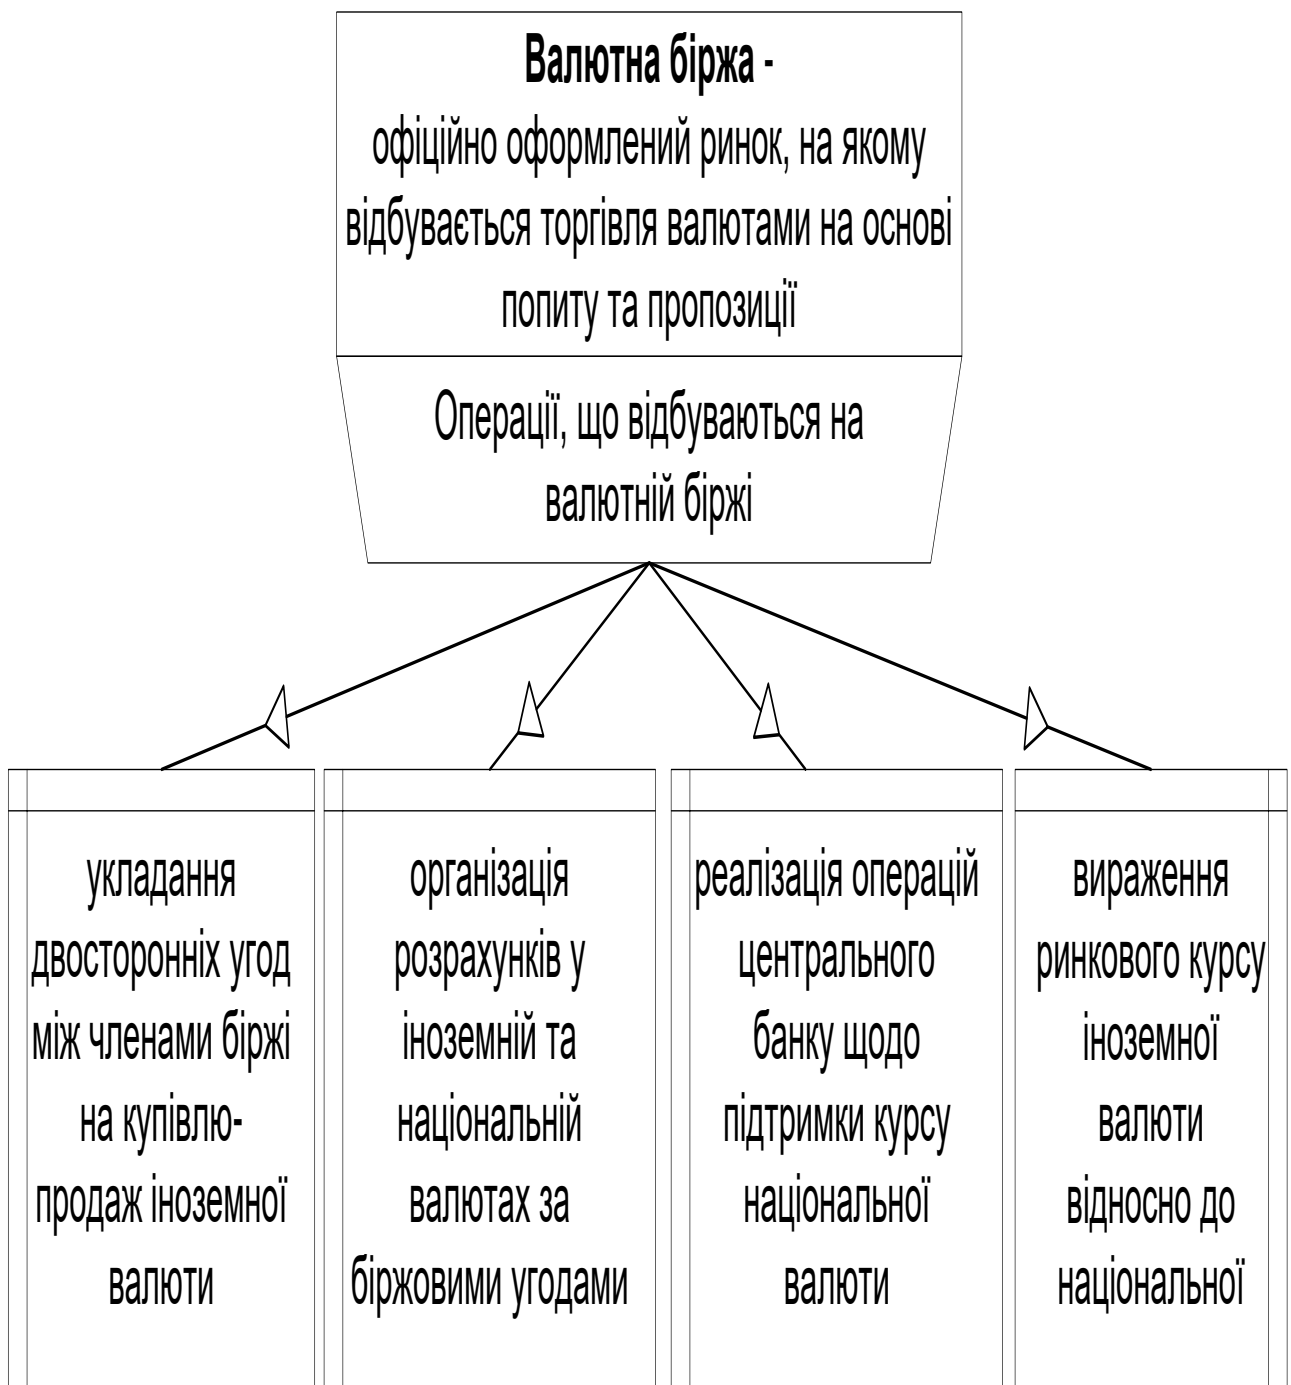 Валютна біржа -
офіційно оформлений ринок, на якому
відбувається торгівля валютами на основі
попиту та пропозиції
Операції, що відбуваються на
валютній біржі
укладання
двосторонніх угод
між членами біржі
на купівлю-
продаж іноземної
валюти
організація
розрахунків у
іноземній та
національній
валютах за
біржовими угодами
реалізація операцій
центрального
банку щодо
підтримки курсу
національної
валюти
вираження
ринкового курсу
іноземної
валюти
відносно до
національної